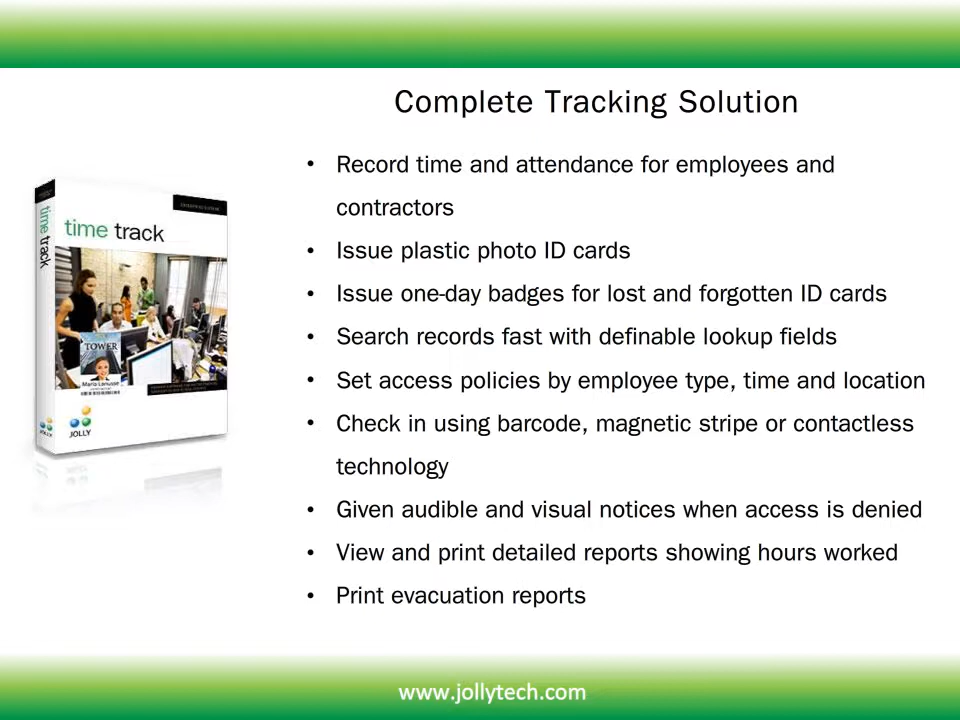 Complete Tracking Solution
• Record time and attendance for employees and
contractors
• Issue plastic photo ID cards
• Issue one-day badges for lost and forgotten ID cards
• Search records fast with definable lookup fields
• Set access policies by employee type, time and location
• Check in using barcode, magnetic stripe or contactless
technology
• Given audible and visual notices when access is denied
• View and print detailed reports showing hours worked
• Print evacuation reports
time track
time track
TOWER
JOLLY
www.jollytech.com